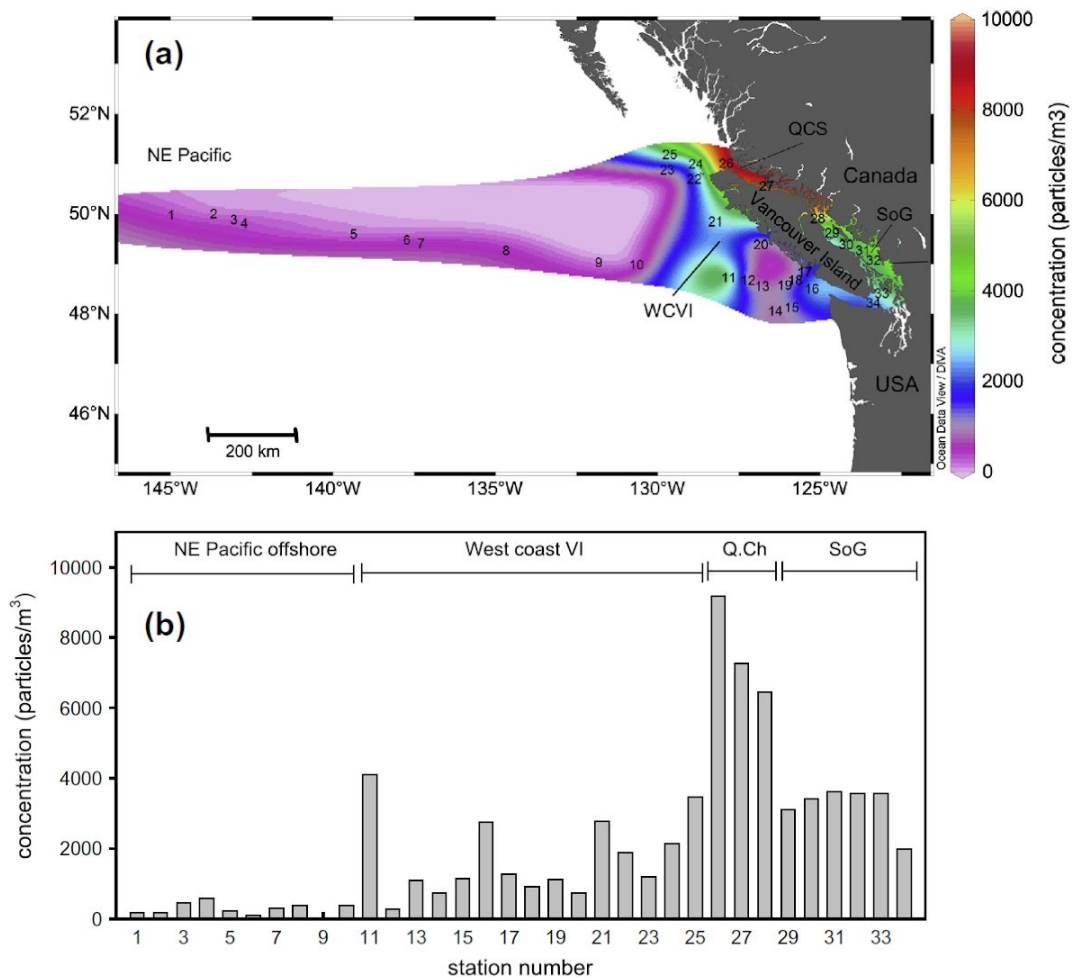 (a)
NE Pacific
QCS
Canada
SoG
Vancouver Island
WCVI
USA
200 km
52°N
50°N
48°N
46°N
145°W 140°W 135°W 130°W 125°W
1 2 3 4 5 6 7 8 9 10 11 12 13 14 15 16 17 18 19 20 21 22 23 24 25 26 27 28 29 30 31 32 33 34
Ocean Data View / DIVA
10000
8000
6000
4000
2000
0
concentration (particles/m3)
(b)
NE Pacific offshore West coast VI Q.Ch SoG
10000
8000
6000
4000
2000
0
concentration (particles/m³)
1 3 5 7 9 11 13 15 17 19 21 23 25 27 29 31 33
station number